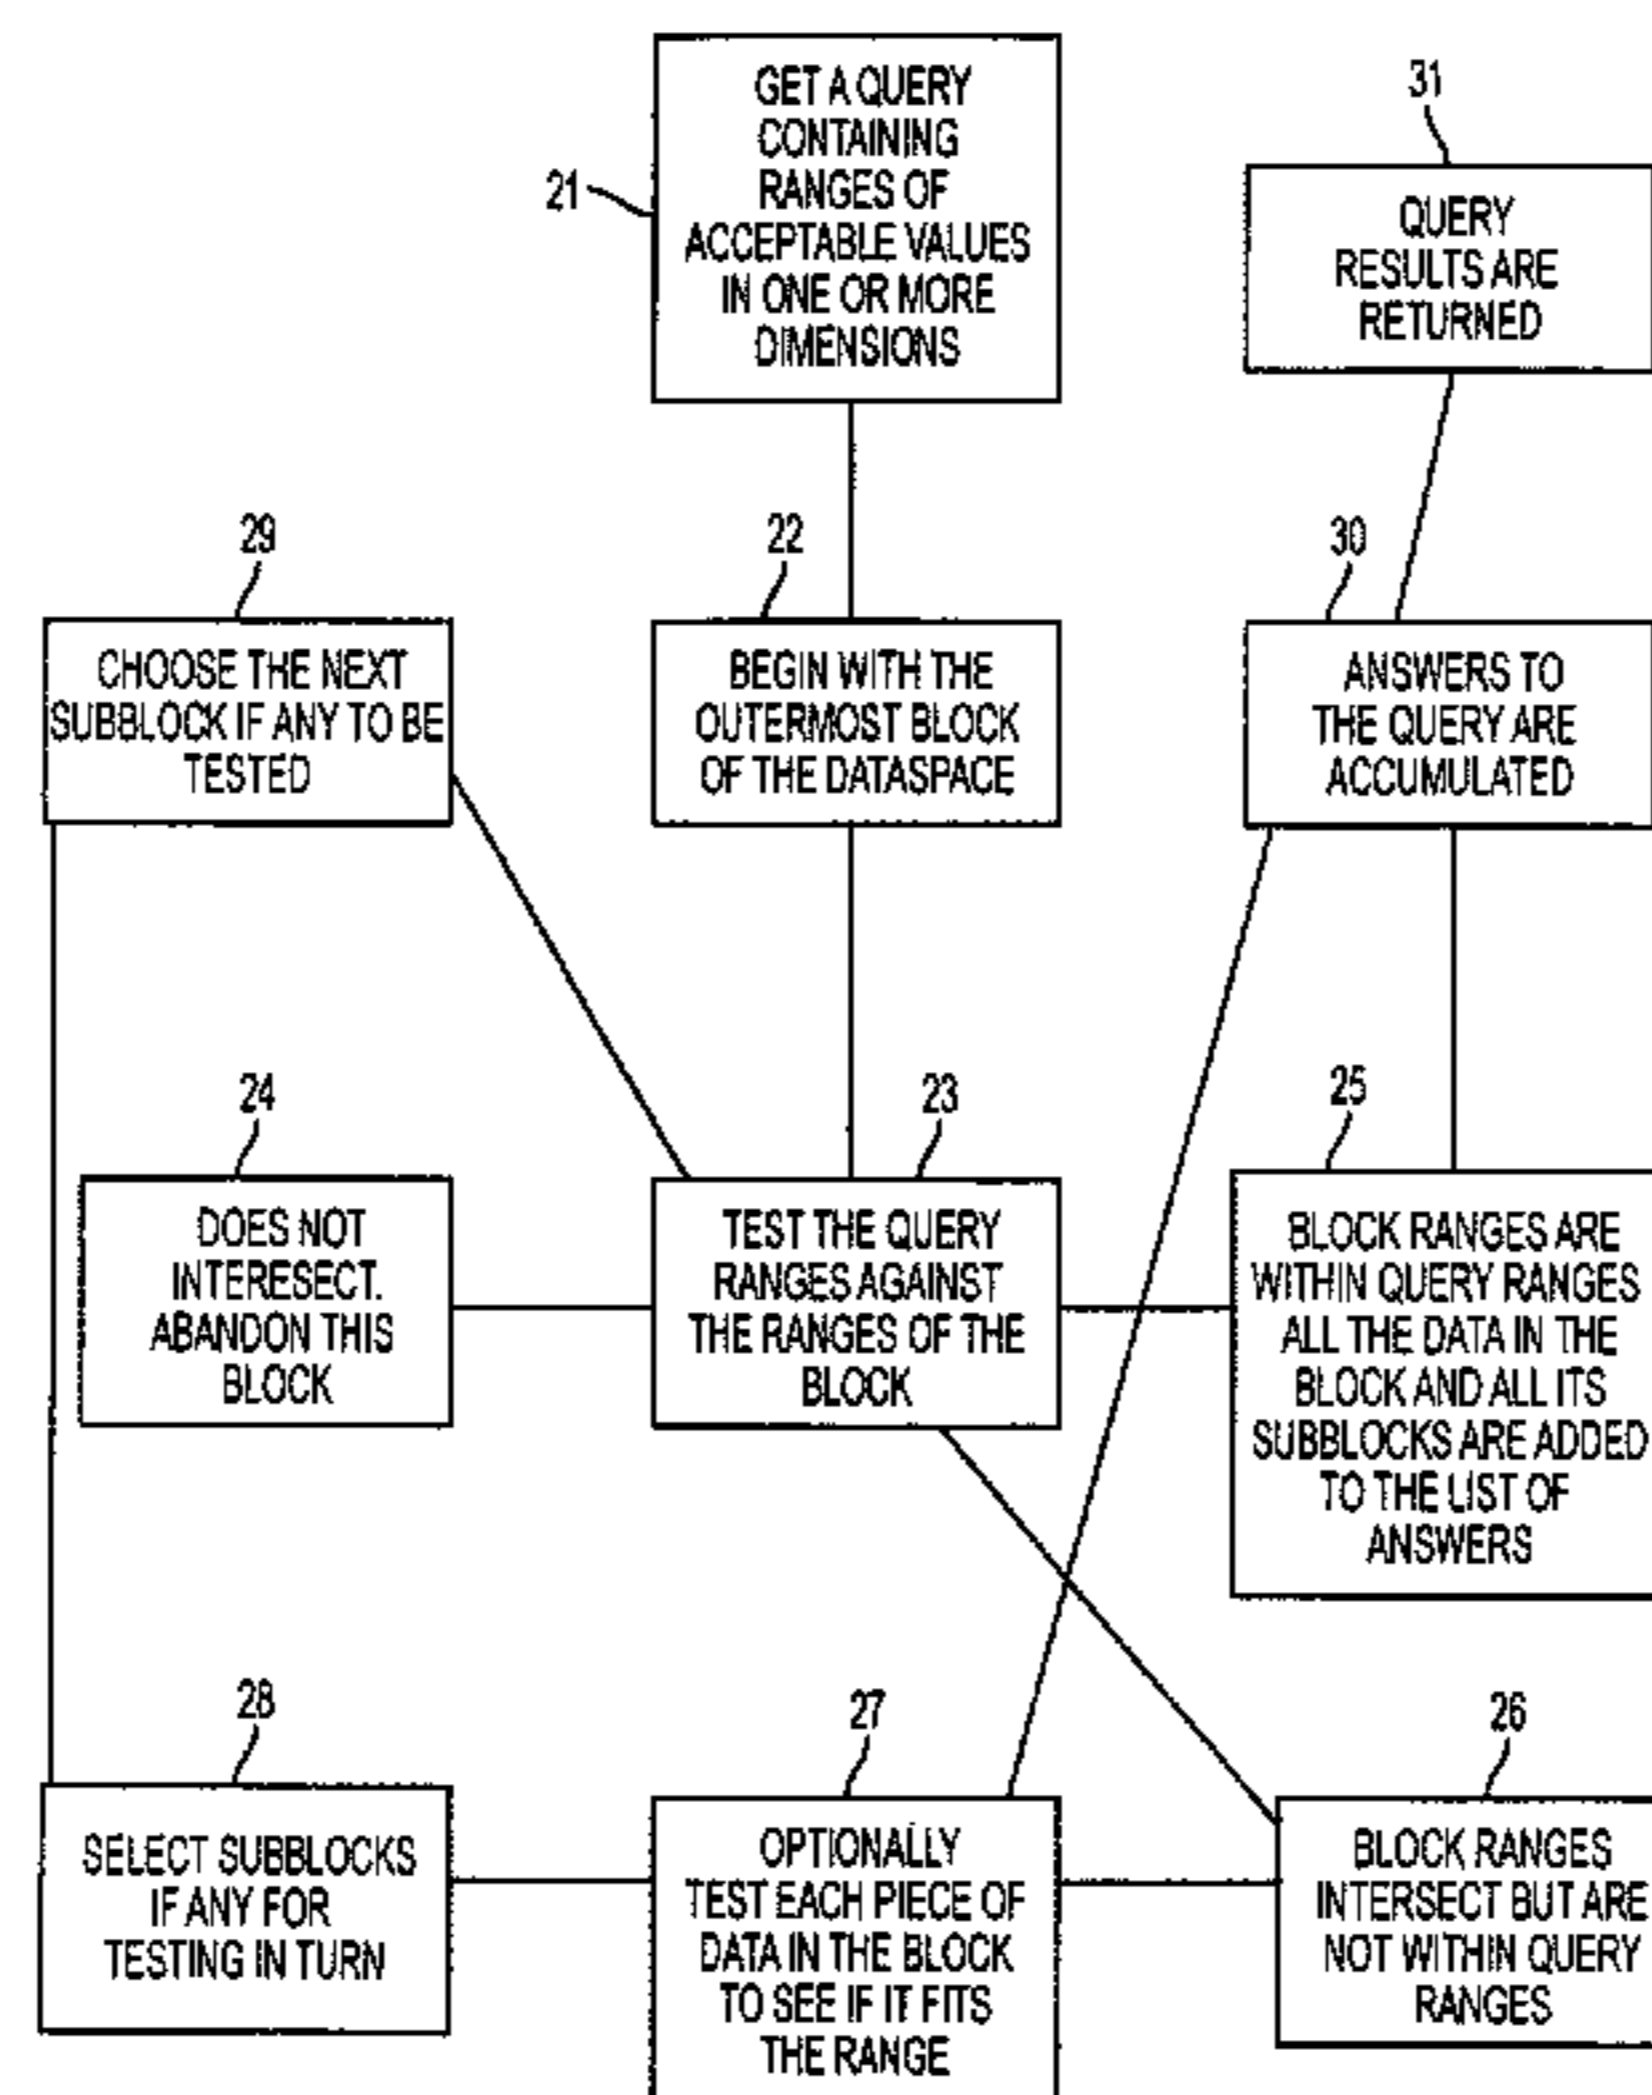 GET A QUERY
CONTAINING
RANGES OF
ACCEPTABLE VALUES
IN ONE OR MORE
DIMENSIONS
21
31
QUERY
RESULTS ARE
RETURNED
29
CHOOSE THE NEXT
SUBBLOCK IF ANY TO BE
TESTED
22
BEGIN WITH THE
OUTERMOST BLOCK
OF THE DATASPACE
30
ANSWERS TO
THE QUERY ARE
ACCUMULATED
24
DOES NOT
INTERESECT.
ABANDON THIS
BLOCK
23
TEST THE QUERY
RANGES AGAINST
THE RANGES OF THE
BLOCK
25
BLOCK RANGES ARE
WITHIN QUERY RANGES
ALL THE DATA IN THE
BLOCK AND ALL ITS
SUBBLOCKS ARE ADDED
TO THE LIST OF
ANSWERS
28
SELECT SUBBLOCKS
IF ANY FOR
TESTING IN TURN
27
OPTIONALLY
TEST EACH PIECE OF
DATA IN THE BLOCK
TO SEE IF IT FITS
THE RANGE
26
BLOCK RANGES
INTERSECT BUT ARE
NOT WITHIN QUERY
RANGES